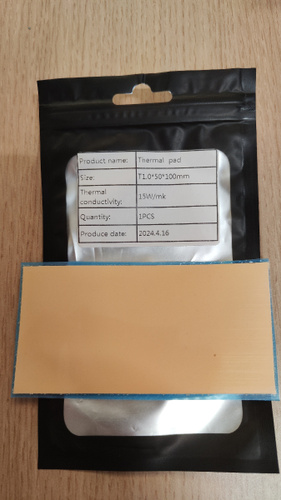 Product name: Thermal pad
Size: T1.0*50*100mm
Thermal conductivity: 15W/mk
Quantity: 1PCS
Produce date: 2024.4.16